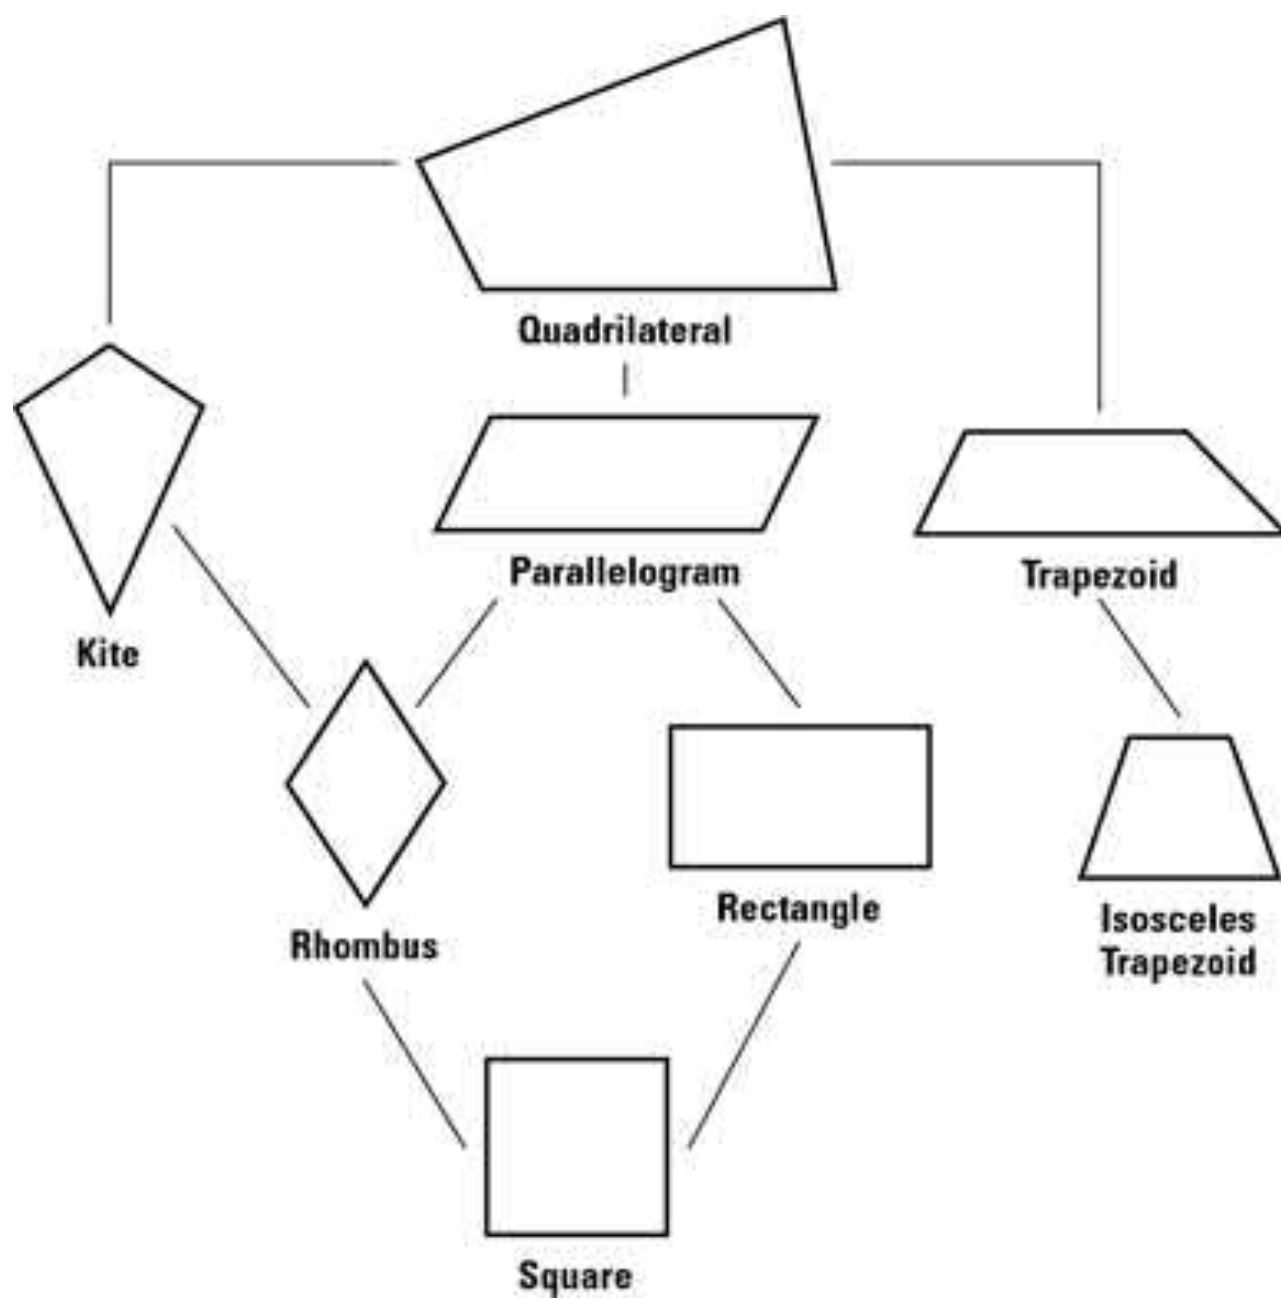 Quadrilateral
Kite
Parallelogram
Trapezoid
Rhombus
Rectangle
Isosceles
Trapezoid
Square